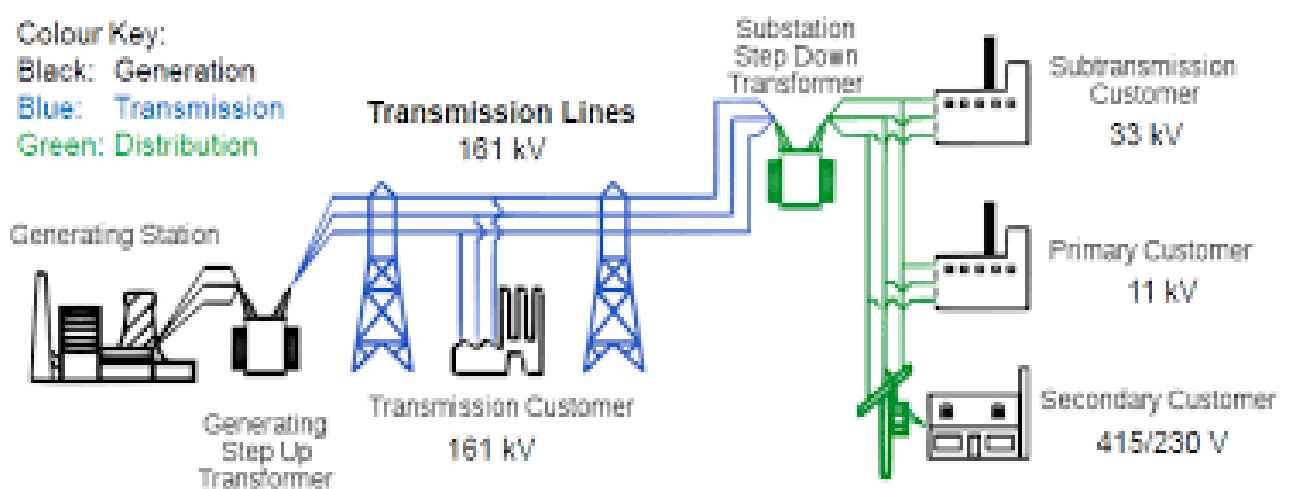 Colour Key:
Black: Generation
Blue: Transmission
Green: Distribution
Transmission Lines
161 kV
Substation
Step Down
Transformer
Subtransmission
Customer
33 kV
Generating Station
Primary Customer
11 kV
Generating
Step Up
Transformer
Transmission Customer
161 kV
Secondary Customer
415/230 V